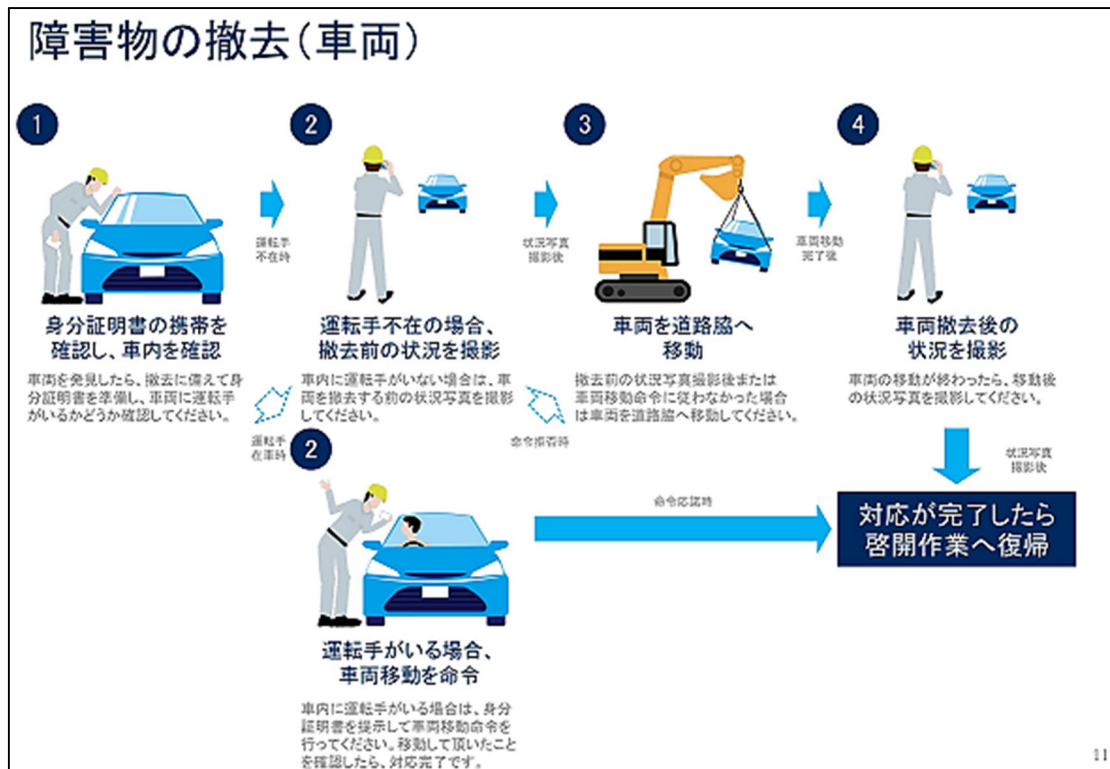 障害物の撤去（車両）
1
身分証明書の携帯を
確認し、車内を確認
車両を発見したら、撤去に備えて身
分証明書を準備し、車両に運転手
がいるかどうか確認してください。
運転手
不在時
2
運転手不在の場合、
撤去前の状況を撮影
車内に運転手がいない場合は、車
両を撤去する前の状況写真を撮影
してください。
状況写真
撮影後
3
車両を道路脇へ
移動
撤去前の状況写真撮影後または
車両移動命令に従わなかった場合
は車両を道路脇へ移動してください。
車両移動
完了後
4
車両撤去後の
状況を撮影
車両の移動が終わったら、移動後
の状況写真を撮影してください。
状況写真
撮影後
運転手
在車時
2
運転手がいる場合、
車両移動を命令
車内に運転手がいる場合は、身分
証明書を提示して車両移動命令を
行ってください。移動して頂いたこと
を確認したら、対応完了です。
命令拒否時
命令応諾時
対応が完了したら
啓開作業へ復帰
11